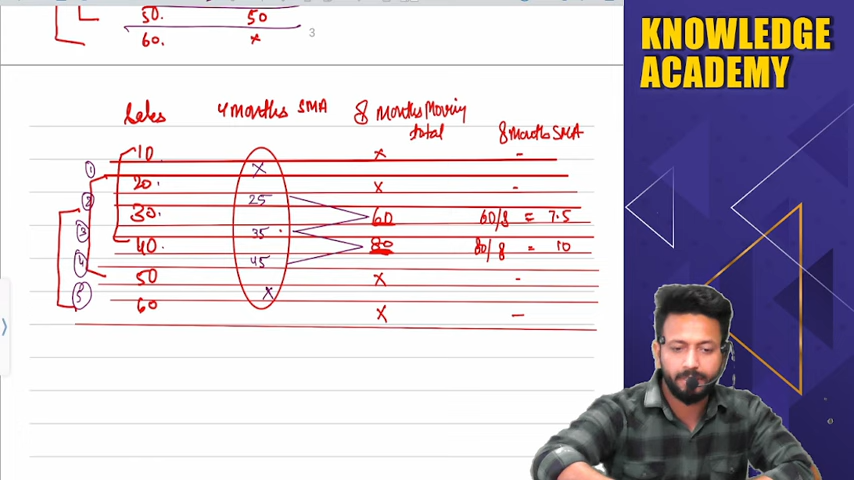 50. 50
60. x
3
KNOWLEDGE
ACADEMY
Sales 4 months SMA 8 Months Moving total 8 Months SMA
10 x -
① x
20. x -
② 25
30. 60 60/8 = 7.5
③ 35.
40. 80 80/8 = 10
④ 45
50 x -
⑤ x
60 x -